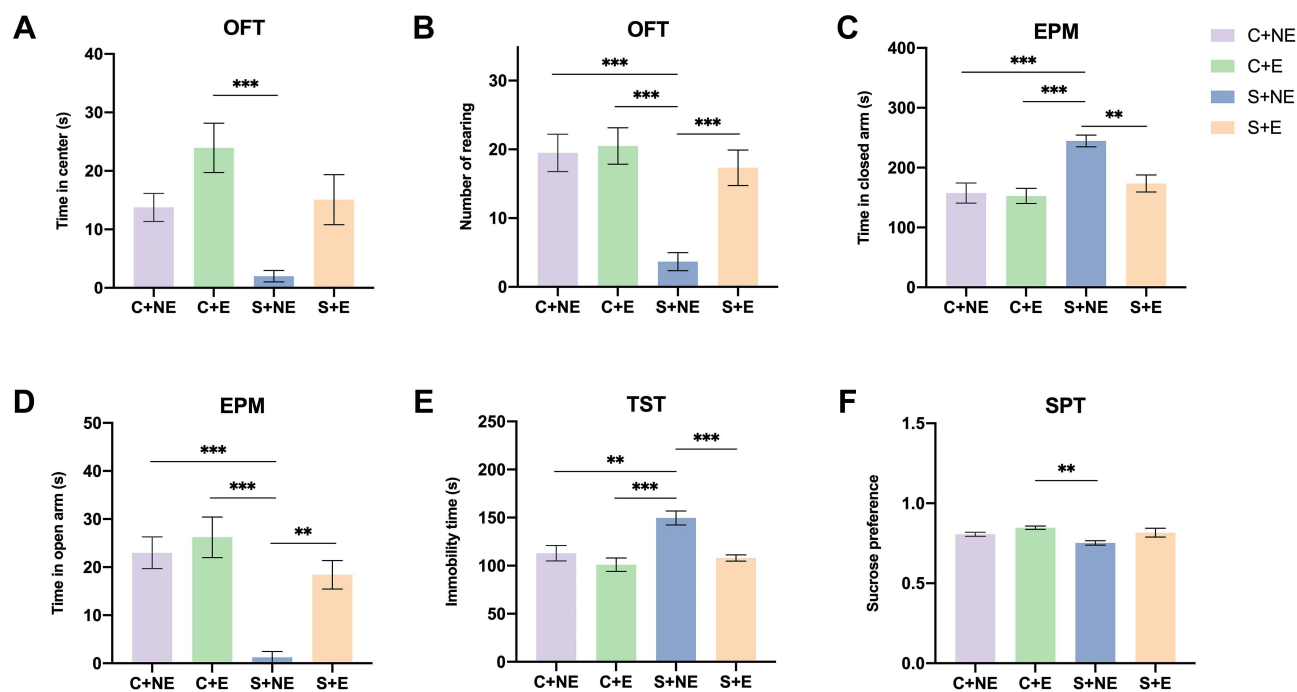 A
OFT
Time in center (s)
40
30
20
10
0
***
C+NE C+E S+NE S+E
B
OFT
Number of rearing
30
20
10
0
***
***
***
C+NE C+E S+NE S+E
C
EPM
Time in closed arm (s)
400
300
200
100
0
***
***
**
C+NE C+E S+NE S+E
C+NE
C+E
S+NE
S+E
D
EPM
Time in open arm (s)
50
40
30
20
10
0
***
***
**
C+NE C+E S+NE S+E
E
TST
Immobility time (s)
250
200
150
100
50
0
***
**
***
C+NE C+E S+NE S+E
F
SPT
Sucrose preference
1.5
1.0
0.5
0.0
**
C+NE C+E S+NE S+E